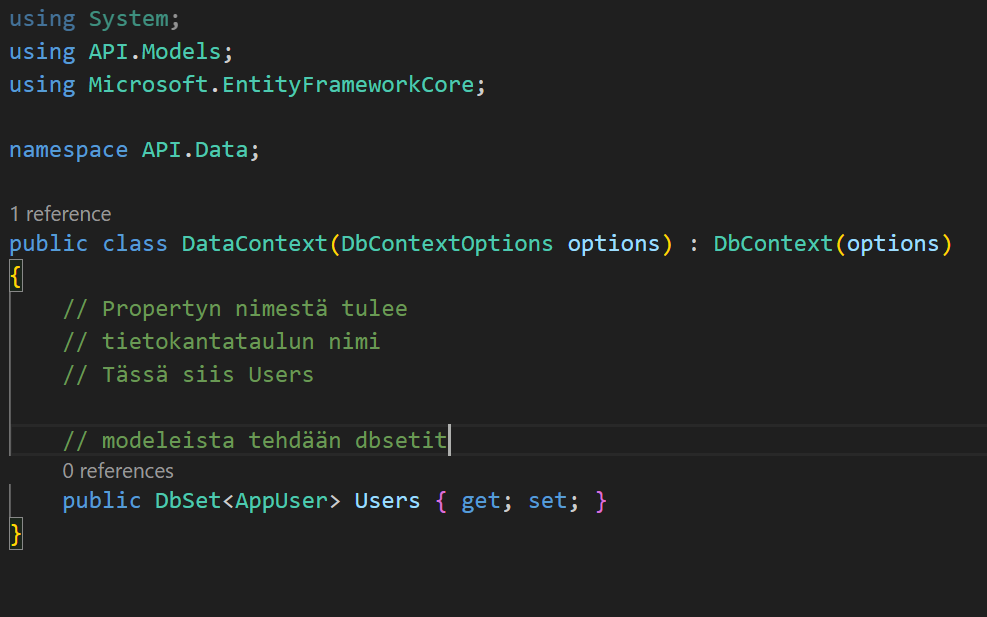 using System;
using API.Models;
using Microsoft.EntityFrameworkCore;
namespace API.Data;
1 reference
public class DataContext(DbContextOptions options) : DbContext(options)
{
// Propertyn nimestä tulee
// tietokantataulun nimi
// Tässä siis Users
// modeleista tehdään dbsetit
0 references
public DbSet<AppUser> Users { get; set; }
}